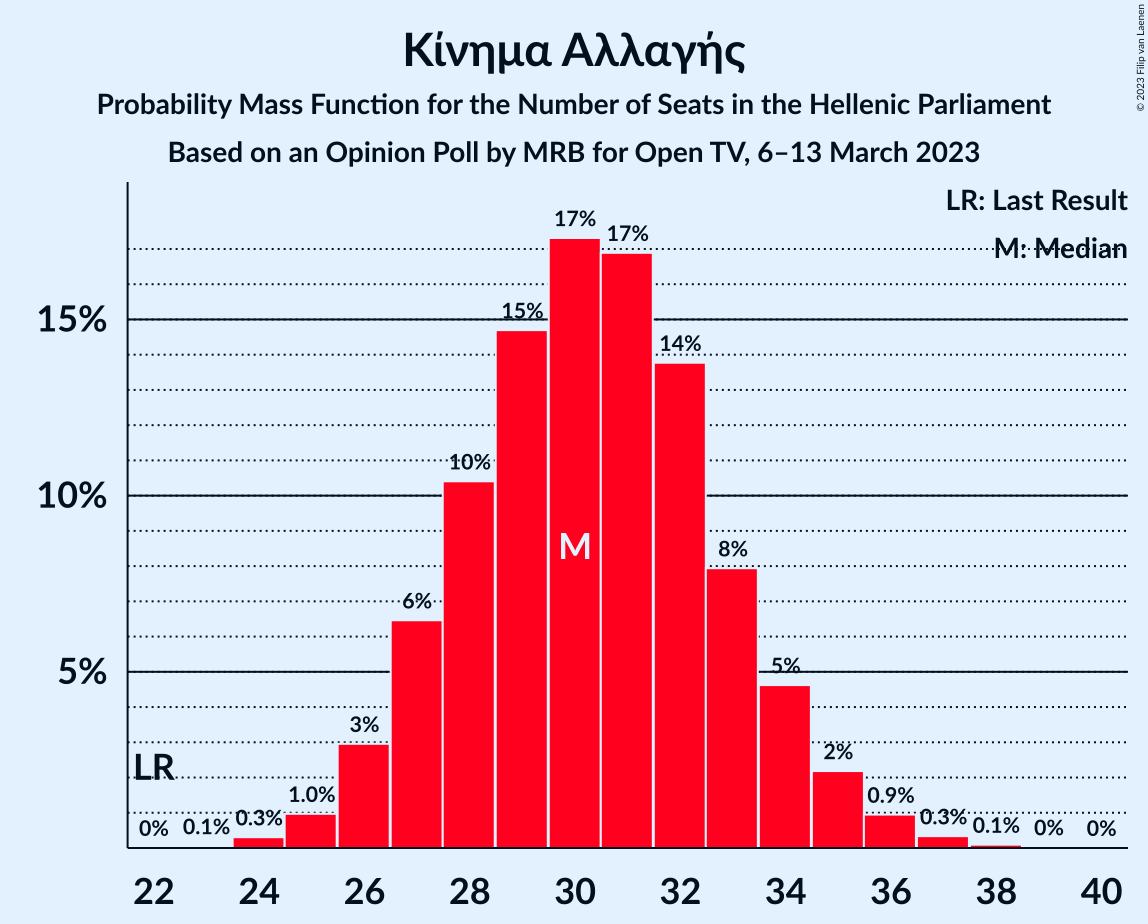 Κίνημα Αλλαγής
Probability Mass Function for the Number of Seats in the Hellenic Parliament
Based on an Opinion Poll by MRB for Open TV, 6–13 March 2023
© 2023 Filip van Laenen
LR: Last Result
M: Median
15%
10%
5%
LR
0%
0.1%
0.3%
1.0%
3%
6%
10%
15%
17%
M
17%
14%
8%
5%
2%
0.9%
0.3%
0.1%
0%
0%
22 24 26 28 30 32 34 36 38 40